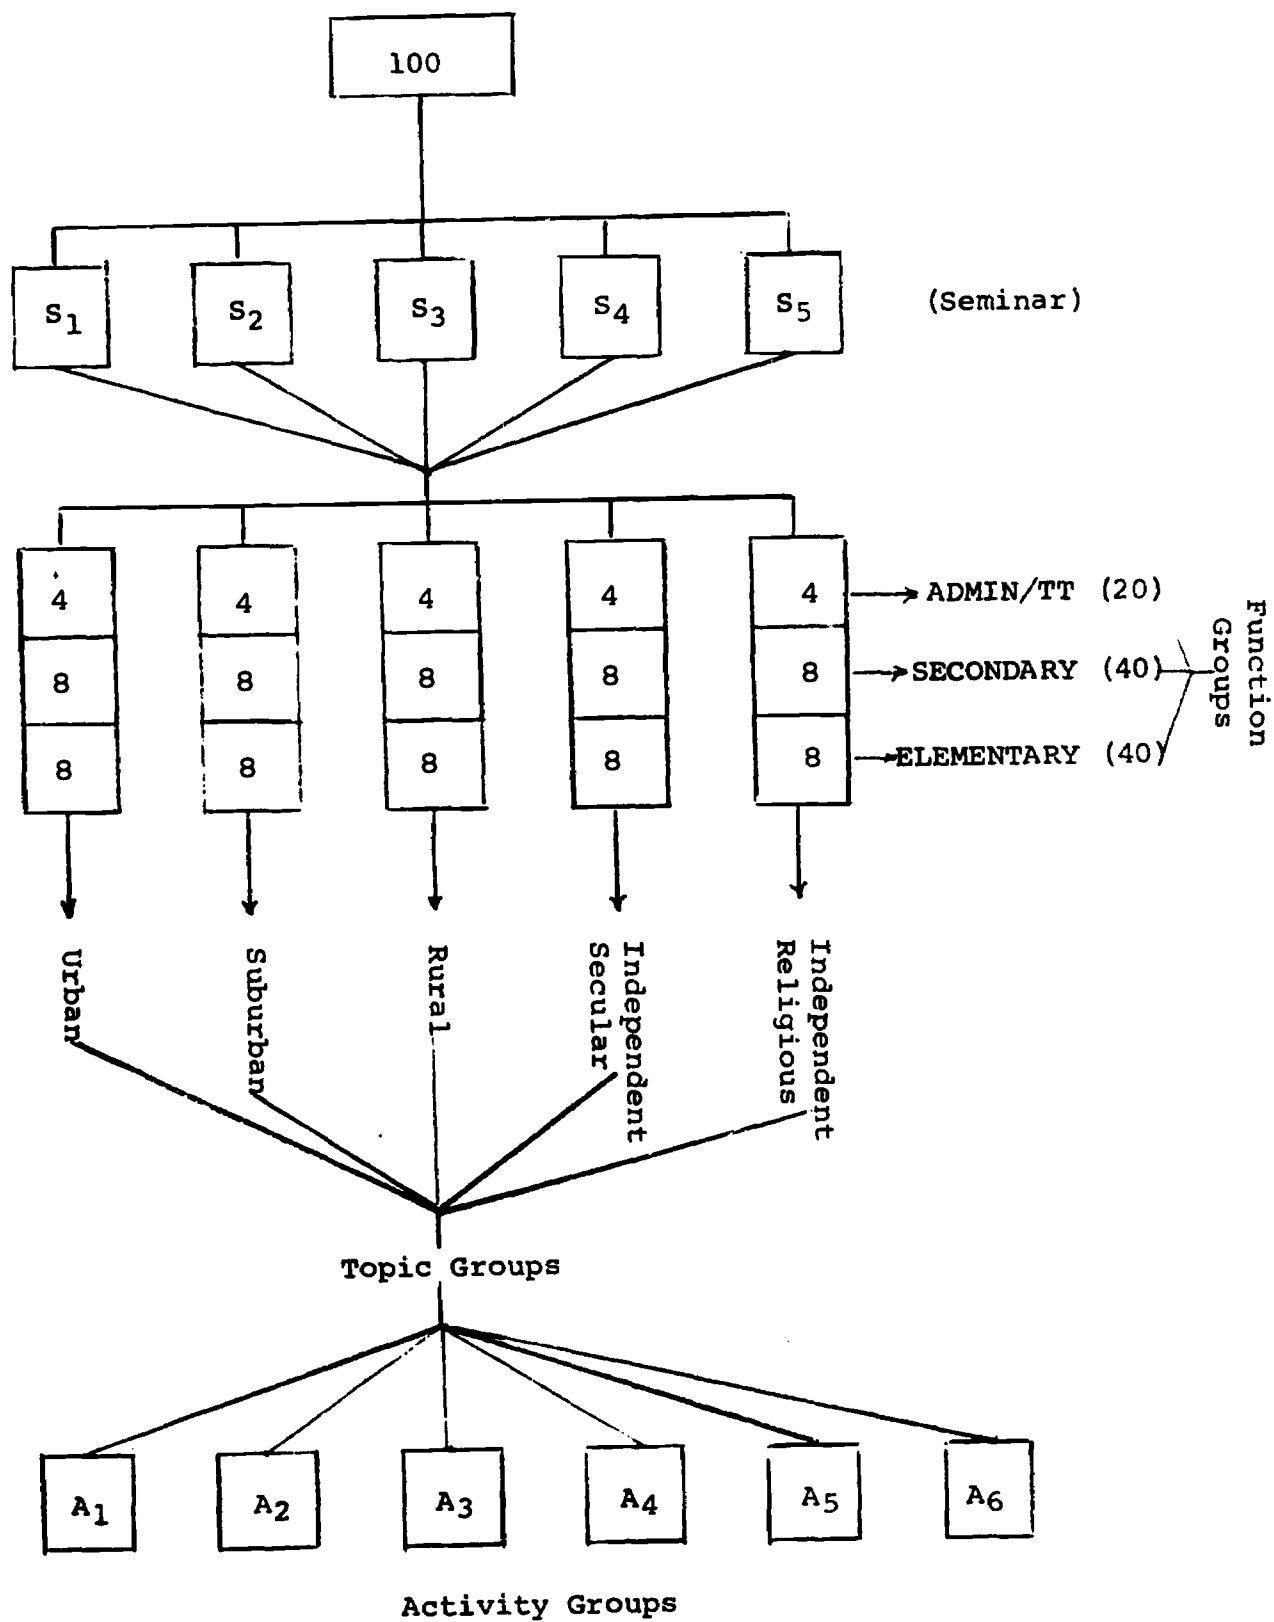 100
S1 S2 S3 S4 S5 (Seminar)
4 4 4 4 4 ADMIN/TT (20)
8 8 8 8 8 SECONDARY (40)
8 8 8 8 8 ELEMENTARY (40)
Function
Groups
Urban
Suburban
Rural
Independent
Secular
Independent
Religious
Topic Groups
A1 A2 A3 A4 A5 A6
Activity Groups